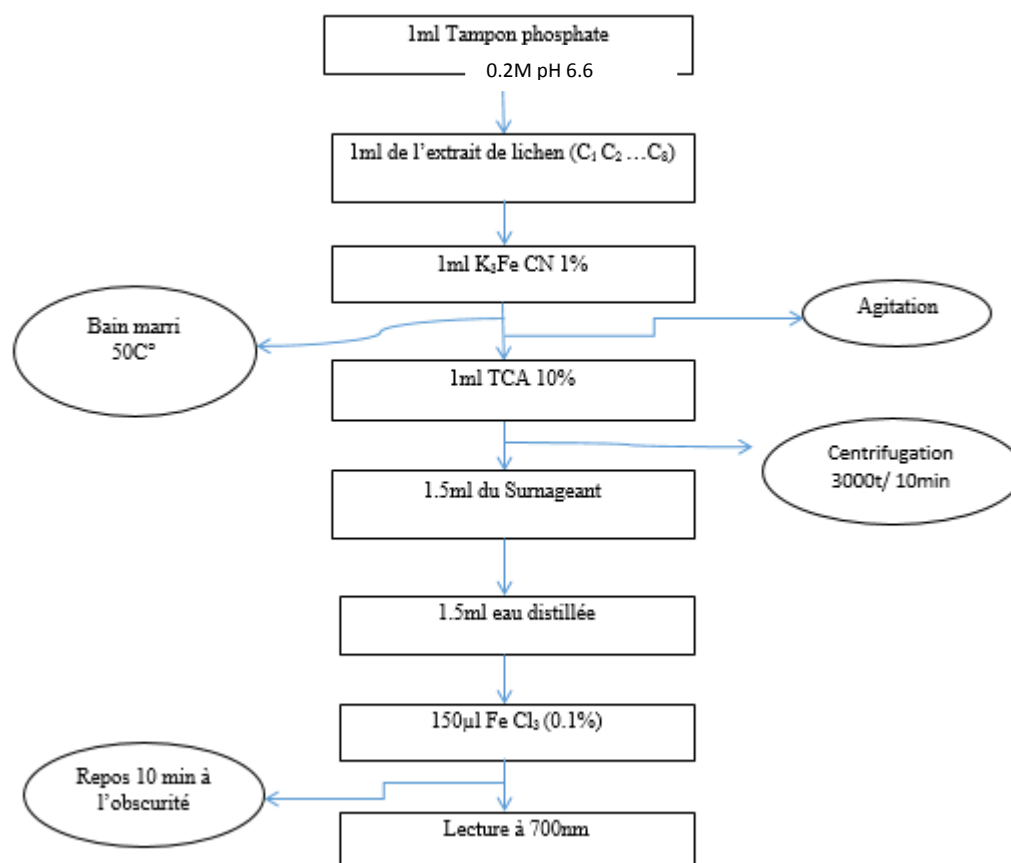 1ml Tampon phosphate
0.2M pH 6.6
1ml de l’extrait de lichen (C₁ C₂ …C₈)
1ml K₃Fe CN 1%
Bain marri
50C°
Agitation
1ml TCA 10%
Centrifugation
3000t/ 10min
1.5ml du Surnageant
1.5ml eau distillée
150µl Fe Cl₃ (0.1%)
Repos 10 min à
l’obscurité
Lecture à 700nm